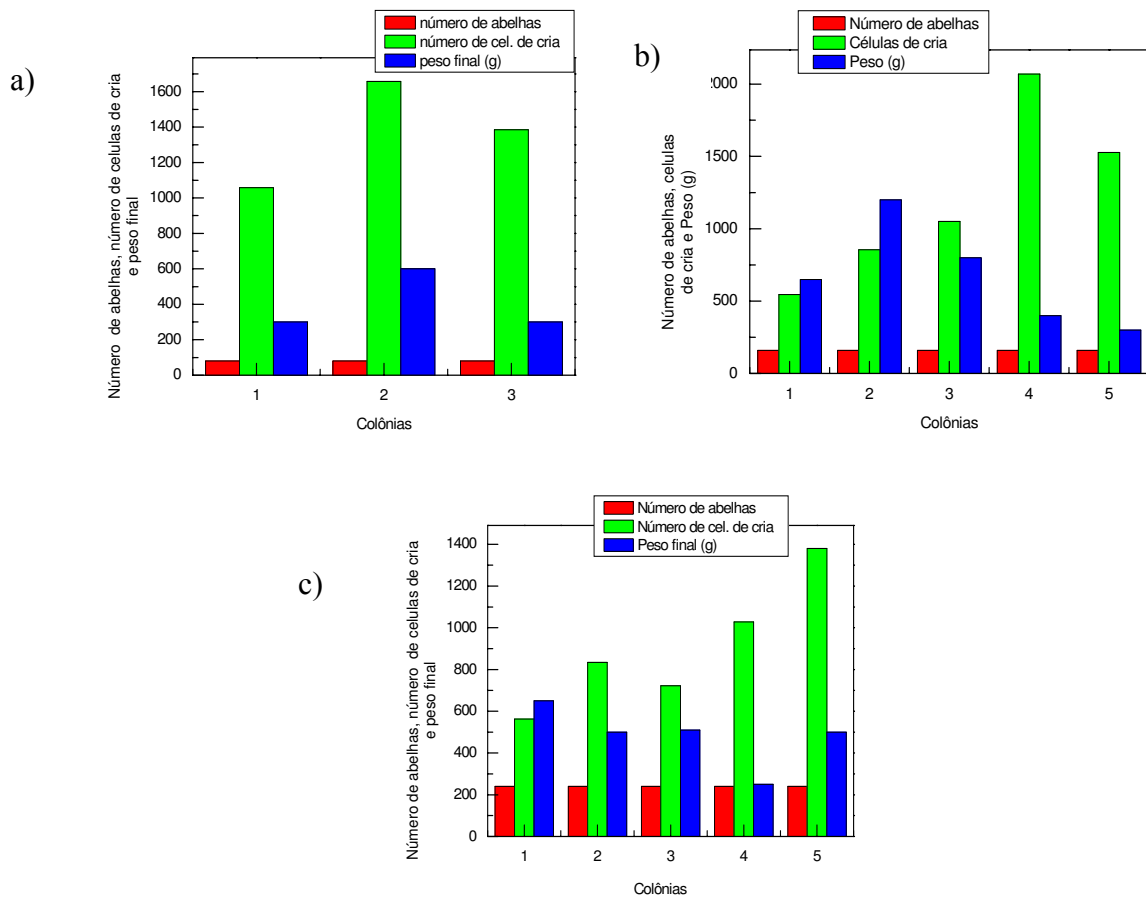 a)
número de abelhas
número de cel. de cria
peso final (g)
Número de abelhas, número de celulas de cria
e peso final
1600
1400
1200
1000
800
600
400
200
0
1 2 3
Colônias
b)
Número de abelhas
Células de cria
Peso (g)
Número de abelhas, celulas
de cria e Peso (g)
2000
1500
1000
500
0
1 2 3 4 5
Colônias
c)
Número de abelhas
Número de cel. de cria
Peso final (g)
Número de abelhas, número de celulas de cria
e peso final
1400
1200
1000
800
600
400
200
0
1 2 3 4 5
Colônias